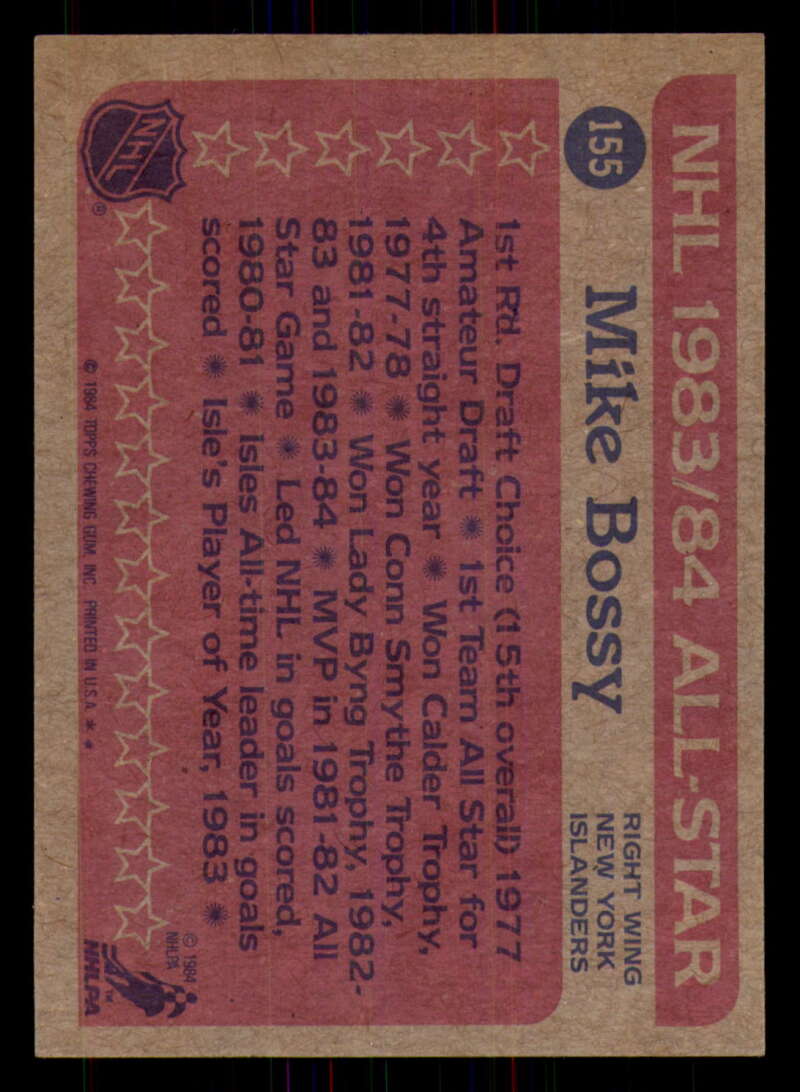 NHL 1983/84 ALL-STAR
155
Mike Bossy
RIGHT WING
NEW YORK
ISLANDERS
1st Rd. Draft Choice (15th overall) 1977
Amateur Draft ✺ 1st Team All Star for
4th straight year ✺ Won Calder Trophy,
1977-78 ✺ Won Conn Smythe Trophy,
1981-82 ✺ Won Lady Byng Trophy, 1982-
83 and 1983-84 ✺ MVP in 1981-82 All
Star Game ✺ Led NHL in goals scored,
1980-81 ✺ Isles All-time leader in goals
scored ✺ Isle's Player of Year, 1983 ✺
NHL
®
© 1984
NHLPA
© 1984 TOPPS CHEWING GUM, INC. PRINTED IN U.S.A. * *
TM
NHLPA